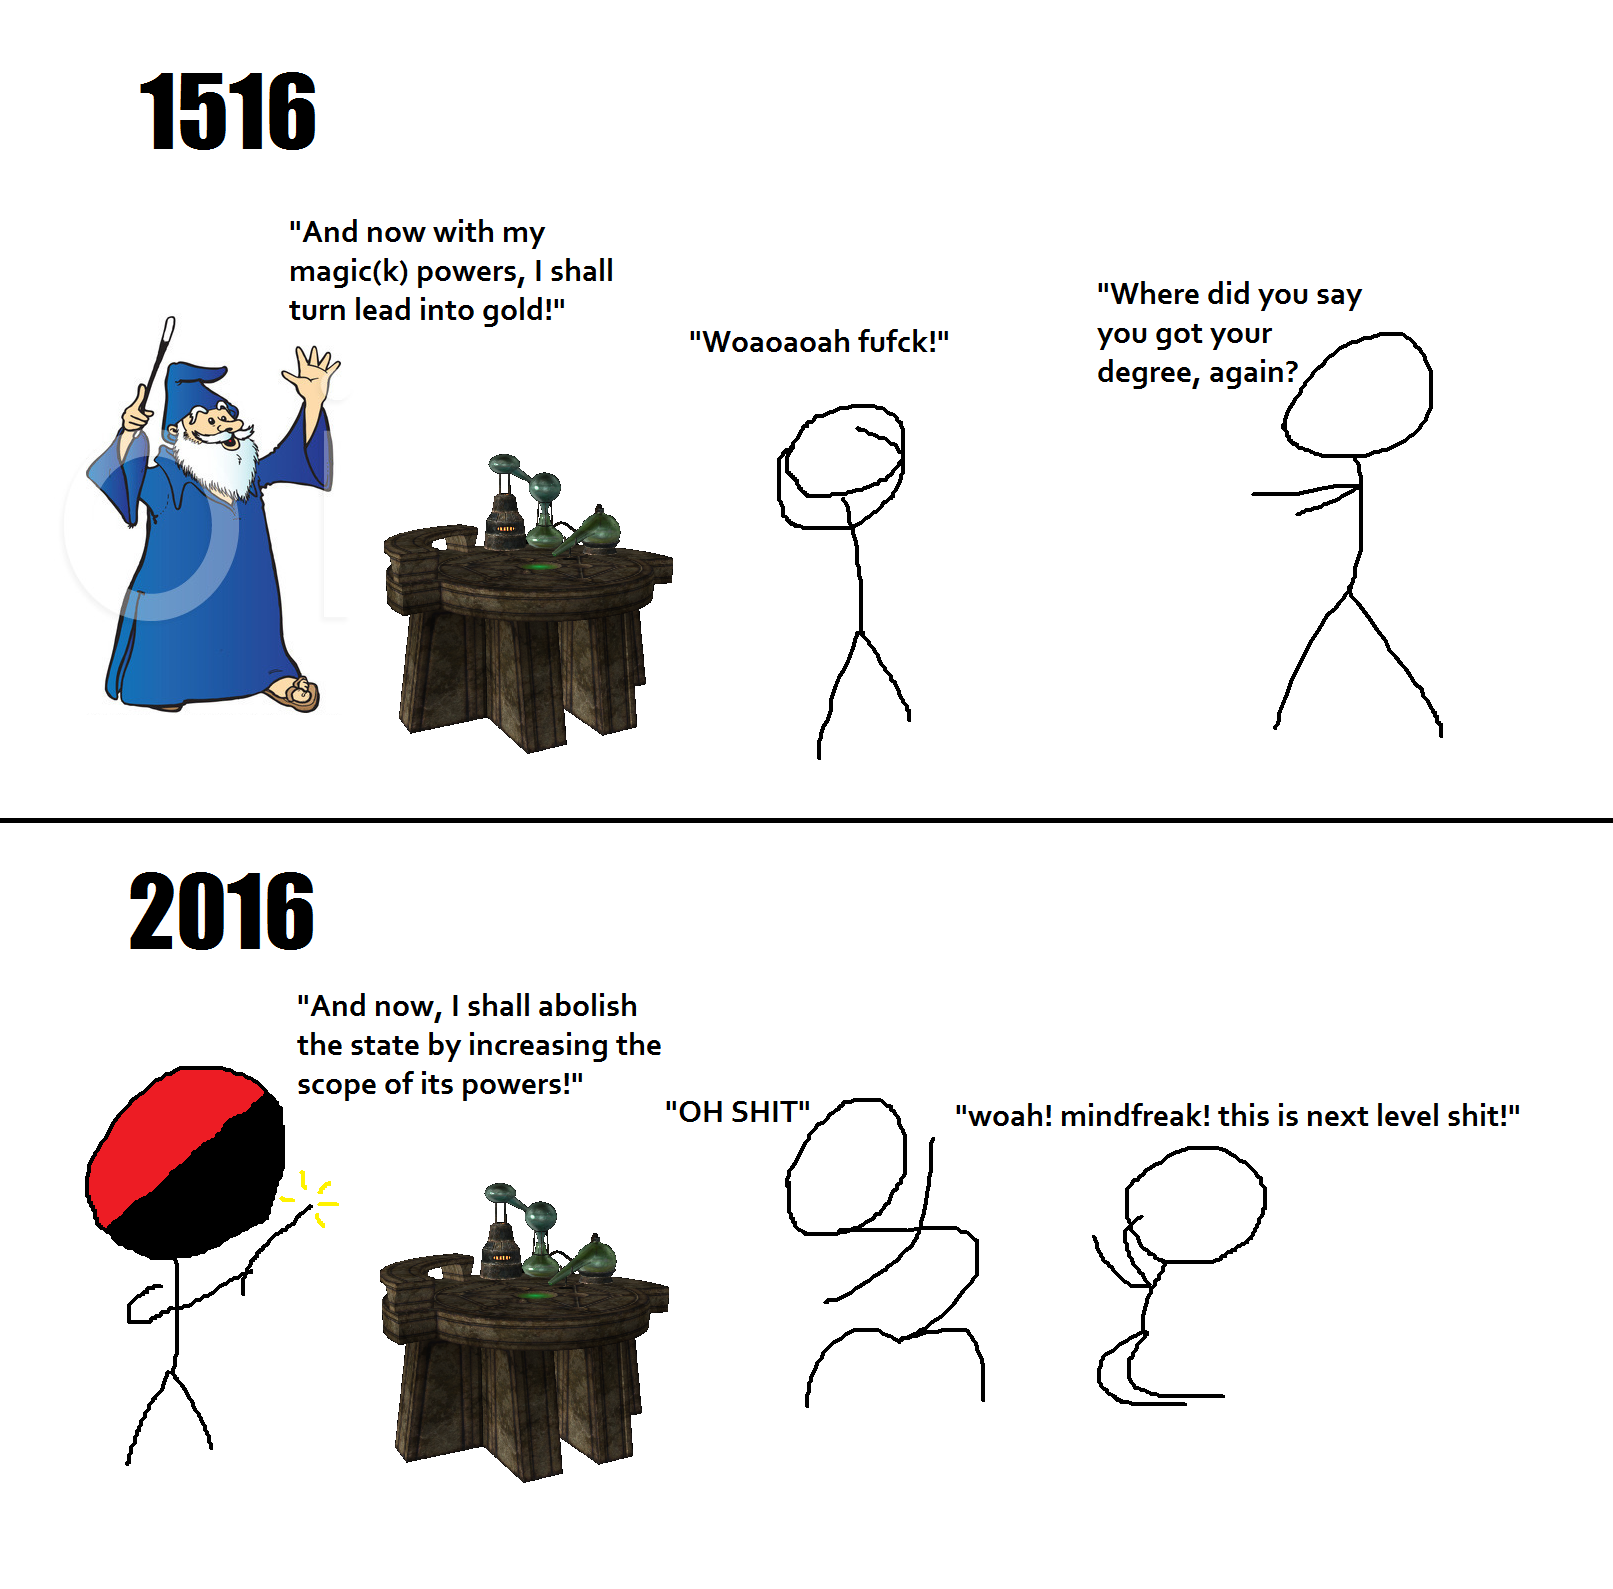 1516
"And now with my
magic(k) powers, I shall
turn lead into gold!"
"Woaoaoah fufck!"
"Where did you say
you got your
degree, again?
2016
"And now, I shall abolish
the state by increasing the
scope of its powers!"
"OH SHIT"
"woah! mindfreak! this is next level shit!"